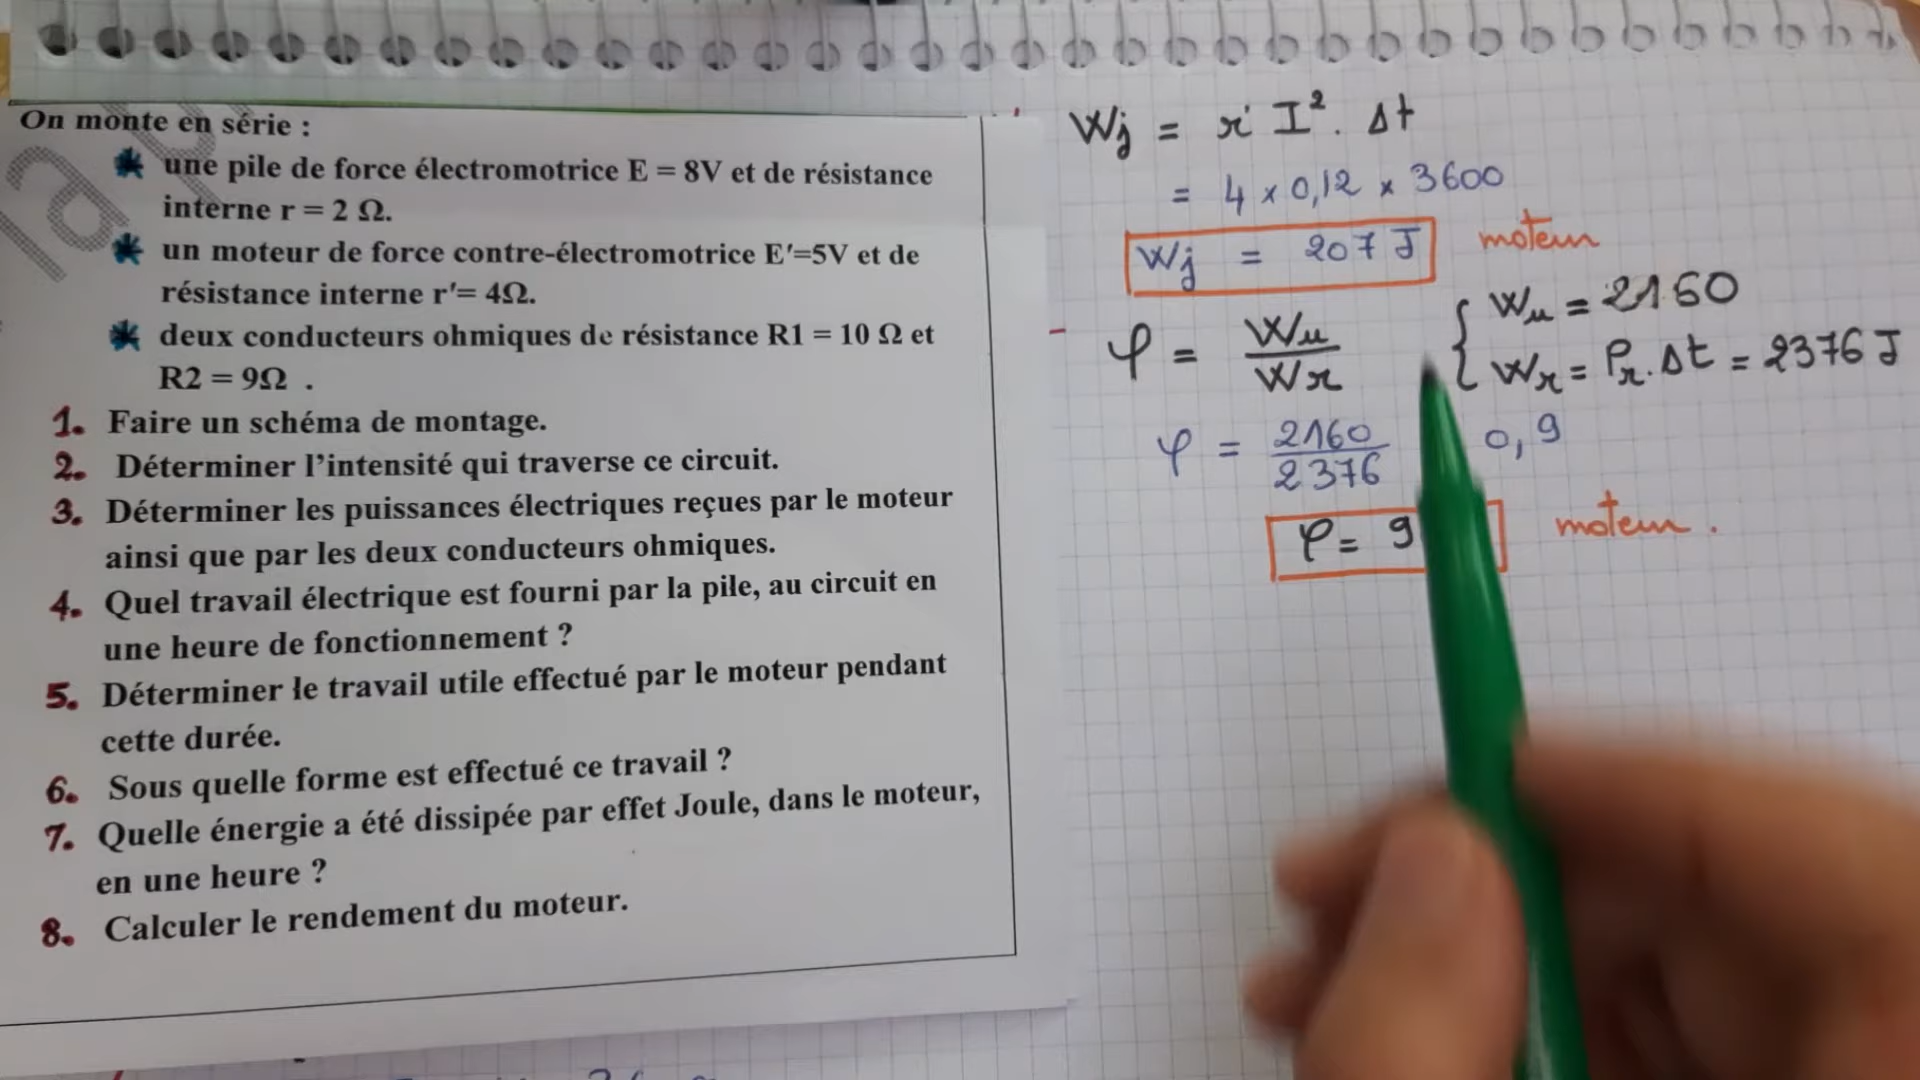 On monte en série :
une pile de force électromotrice E = 8V et de résistance
interne r = 2 Ω.
un moteur de force contre-électromotrice E'=5V et de
résistance interne r'= 4Ω.
deux conducteurs ohmiques de résistance R1 = 10 Ω et
R2 = 9Ω .
1. Faire un schéma de montage.
2. Déterminer l'intensité qui traverse ce circuit.
3. Déterminer les puissances électriques reçues par le moteur
ainsi que par les deux conducteurs ohmiques.
4. Quel travail électrique est fourni par la pile, au circuit en
une heure de fonctionnement ?
5. Déterminer le travail utile effectué par le moteur pendant
cette durée.
6. Sous quelle forme est effectué ce travail ?
7. Quelle énergie a été dissipée par effet Joule, dans le moteur,
en une heure ?
8. Calculer le rendement du moteur.
Wj = r' I². Δt
= 4 x 0,12 x 3600
Wj = 207 J moteur
φ = Wu / Wr { Wu = 2160
Wr = Pr. Δt = 2376 J
φ = 2160 / 2376 0,9
φ = 9 moteur .